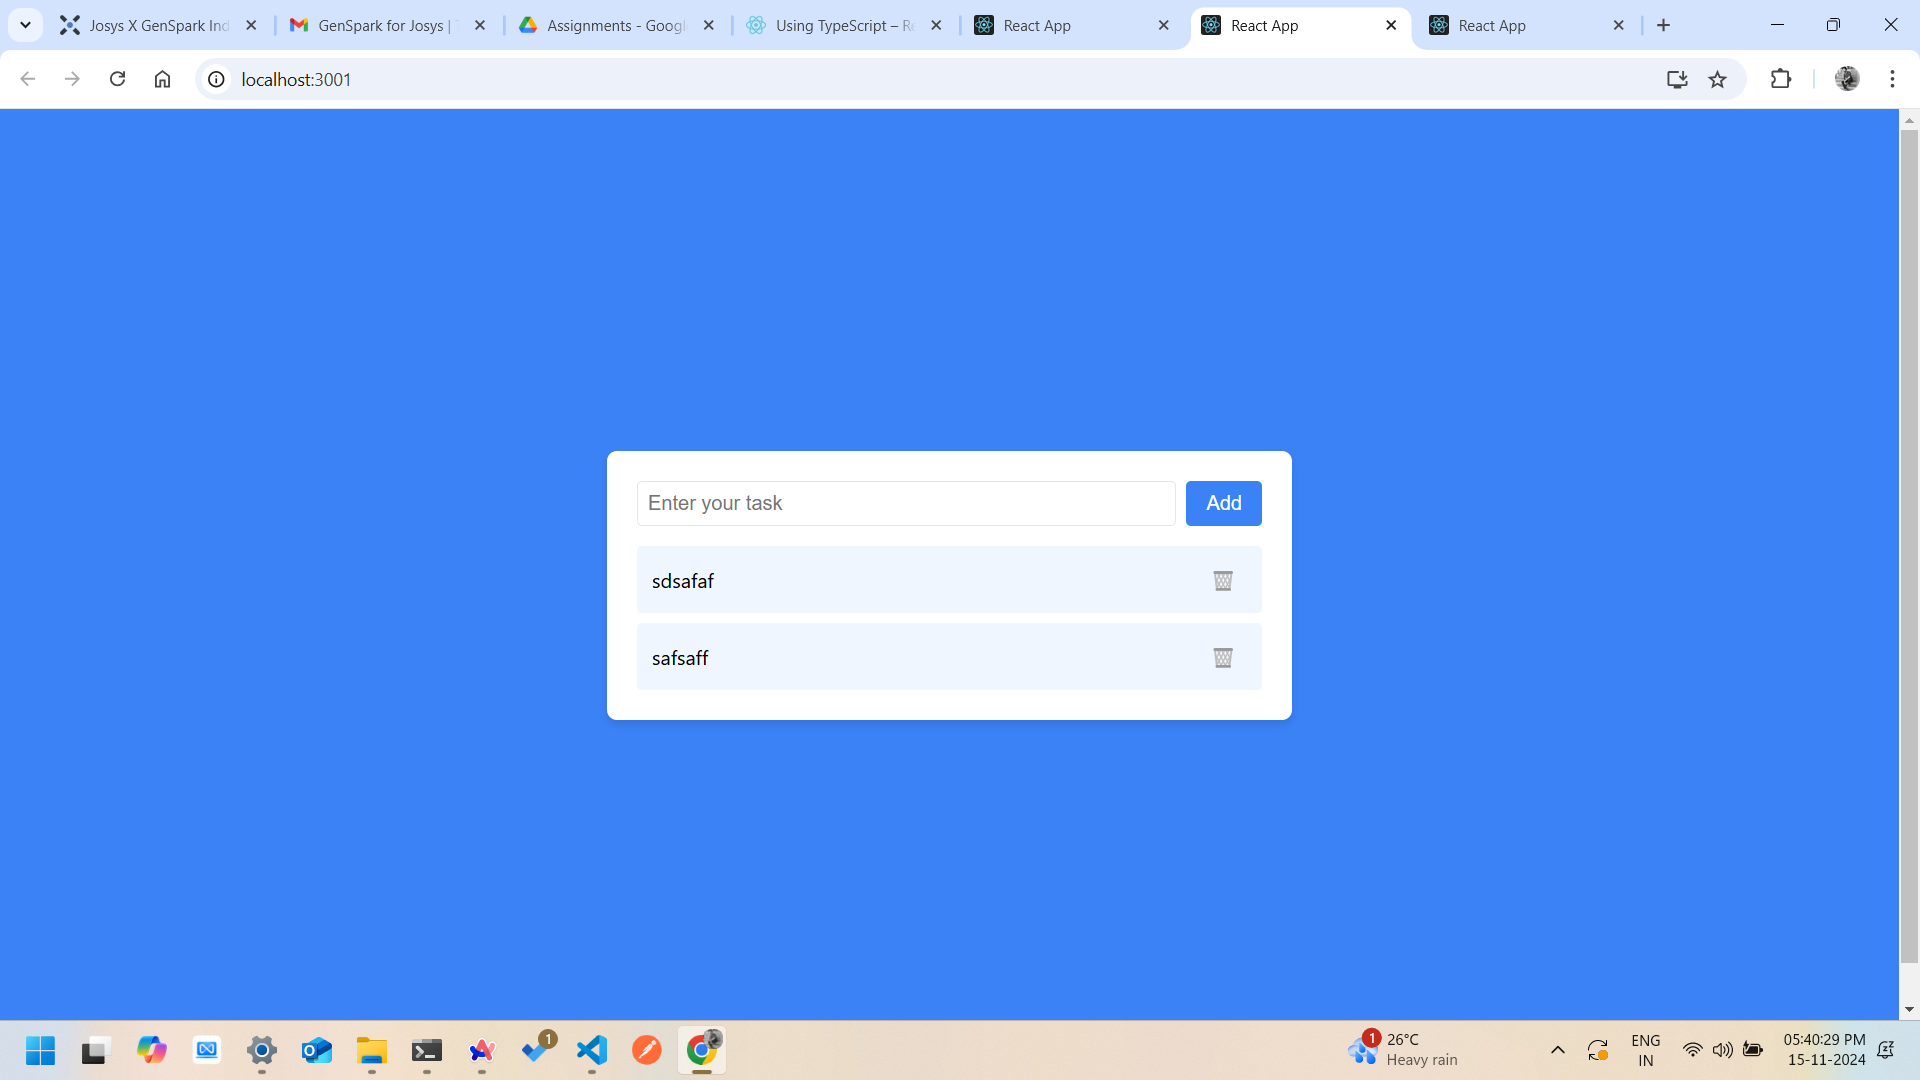 Josys X GenSpark Ind
GenSpark for Josys |
Assignments - Googl
Using TypeScript – Re
React App
React App
React App
localhost:3001
Enter your task
Add
sdsafaf
safsaff
1
1
26°C
Heavy rain
ENG
IN
05:40:29 PM
15-11-2024